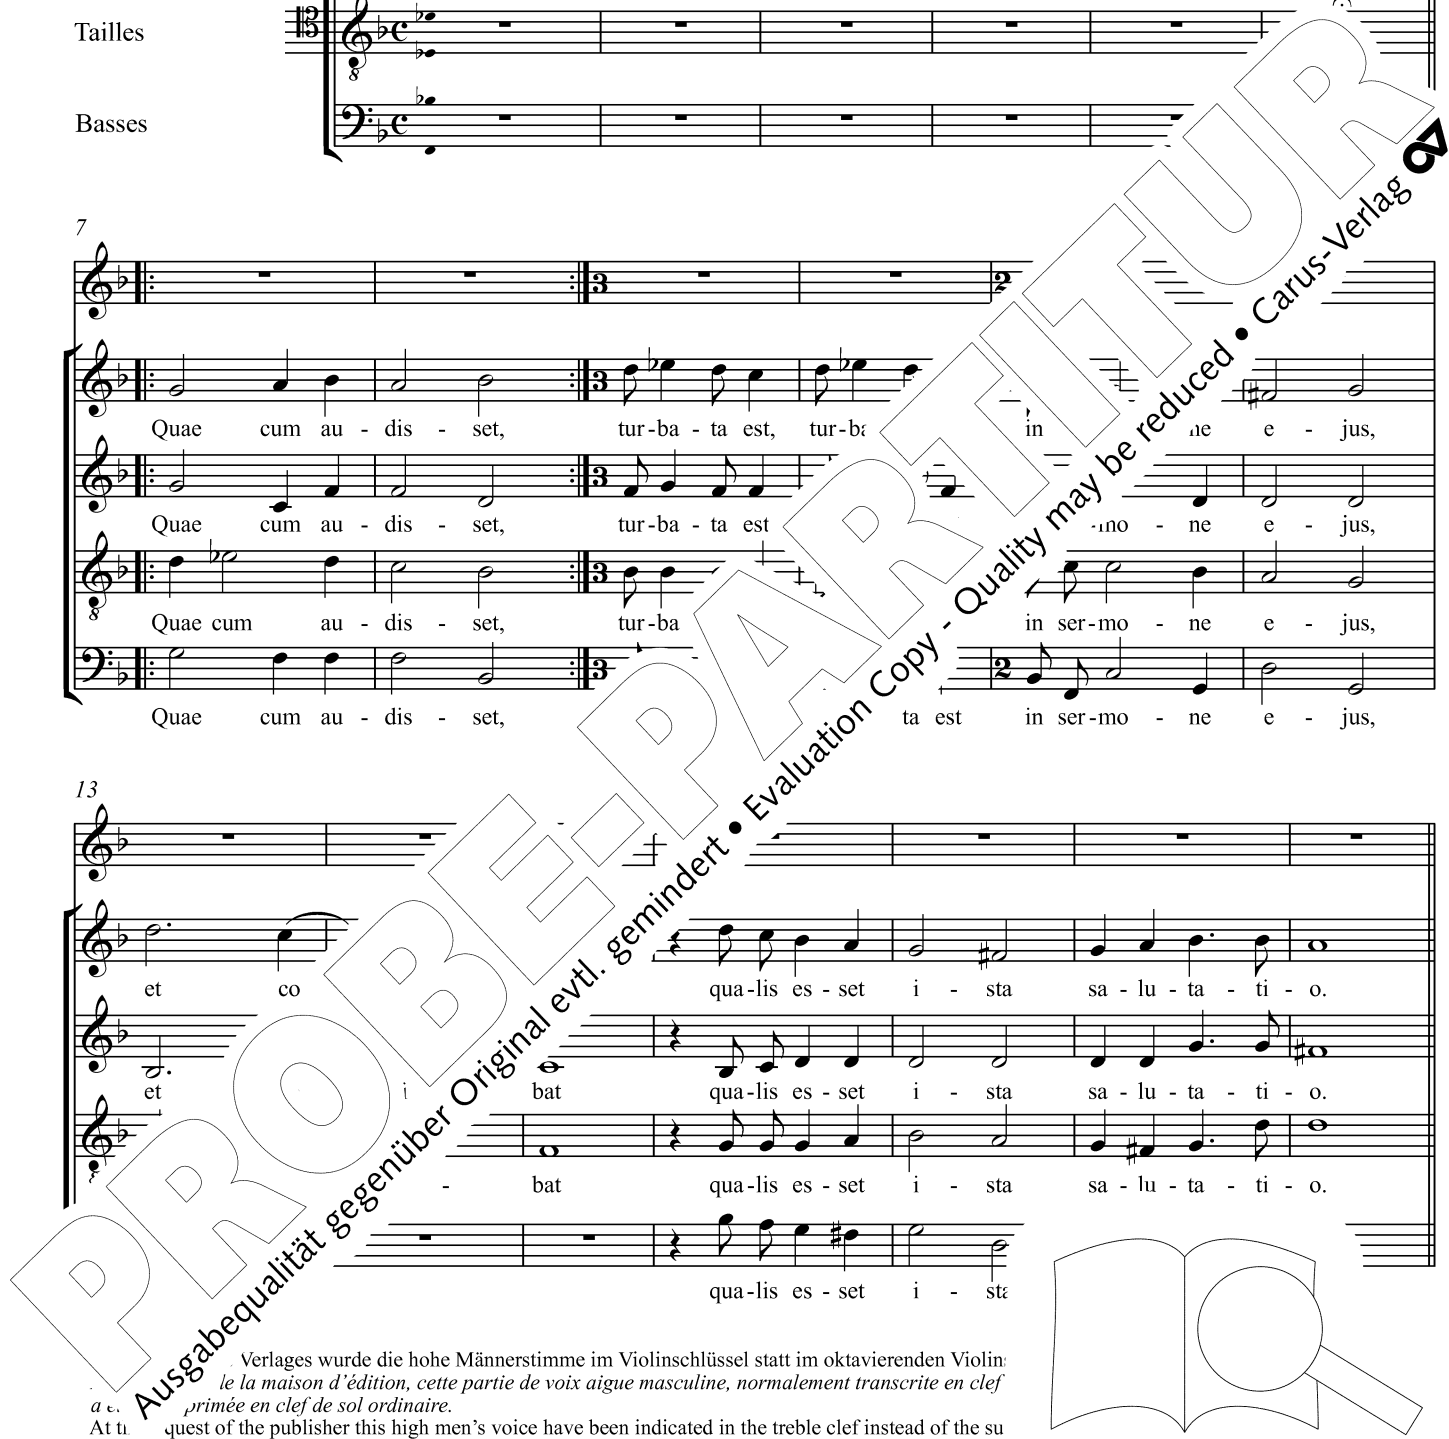 Tailles
Basses
7
Quae cum au - dis - set, tur - ba - ta est, tur - ba in ne e - jus,
Quae cum au - dis - set, tur - ba - ta est - mo - ne e - jus,
Quae cum au - dis - set, tur - ba in ser - mo - ne e - jus,
Quae cum au - dis - set, ta est in ser - mo - ne e - jus,
13
et co qua - lis es - set i - sta sa - lu - ta - ti - o.
et bat qua - lis es - set i - sta sa - lu - ta - ti - o.
- bat qua - lis es - set i - sta sa - lu - ta - ti - o.
qua - lis es - set i - sta
Verlages wurde die hohe Männerstimme im Violinschlüssel statt im oktavierenden
la maison d'édition, cette partie de voix aigue masculine, normalement transcrite en clef
en clef de sol ordinaire.
At of the publisher this high men's voice have been indicated in the treble clef instead of the
PROBE-PARTITUR
Ausgabequalität gegenüber Original evtl. gemindert • Evaluation Copy - Quality may be reduced • Carus-Verlag